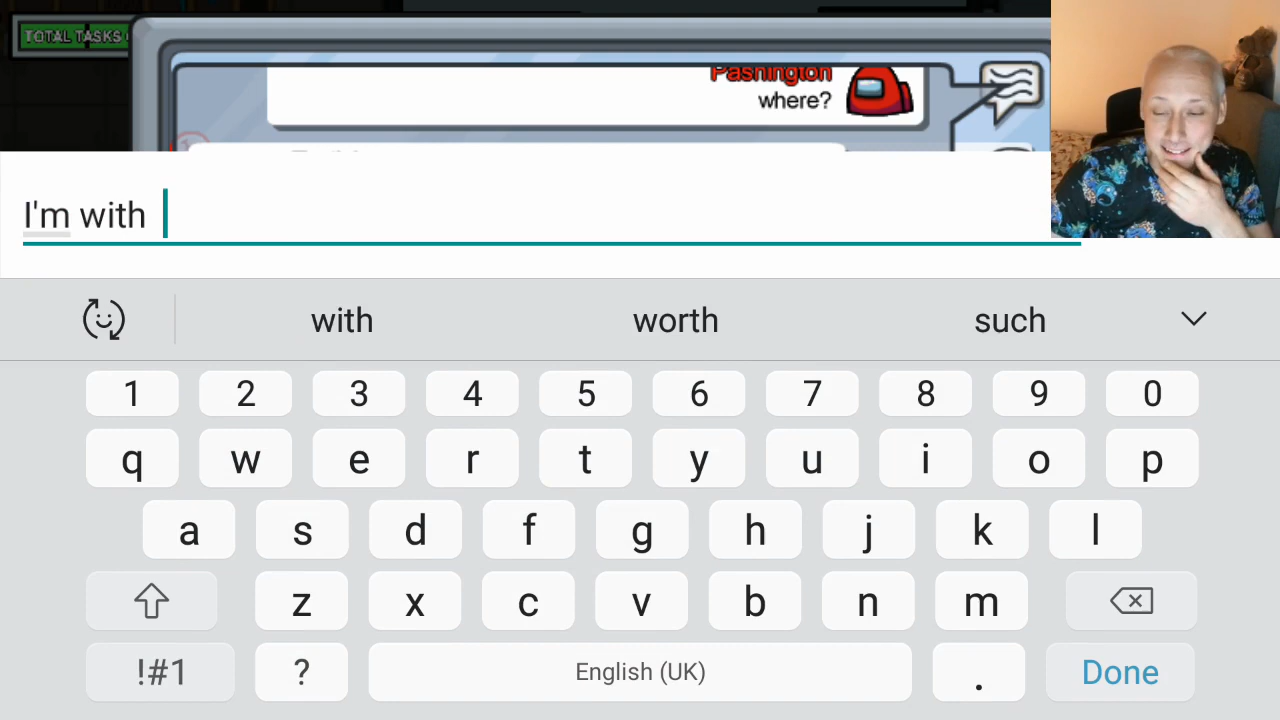 TOTAL TASKS
Pashington
where?
I'm with
with worth such
1 2 3 4 5 6 7 8 9 0
q w e r t y u i o p
a s d f g h j k l
z x c v b n m
!#1 ? English (UK) . Done